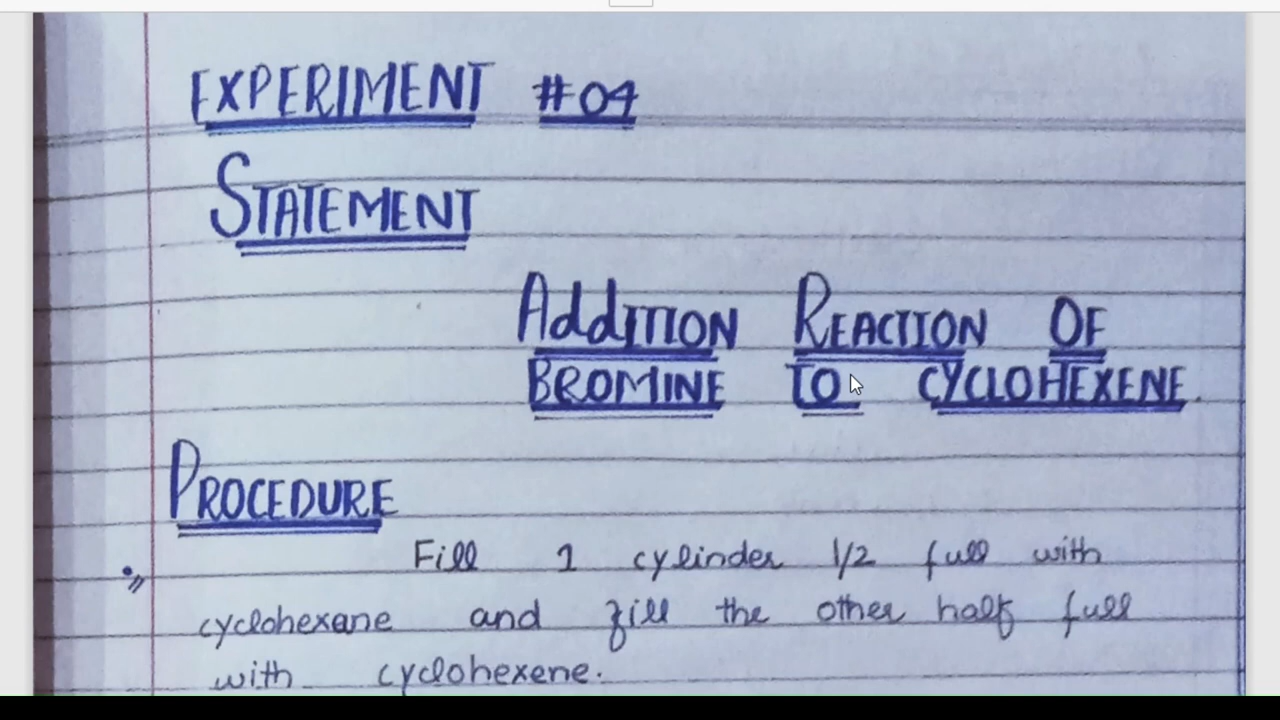 EXPERIMENT #04
STATEMENT
AddITION REACTION OF
BROMINE TO CYCLOHEXENE.
PROCEDURE
Fill 1 cylinder 1/2 full with
cyclohexane and fill the other half full
with cyclohexene.